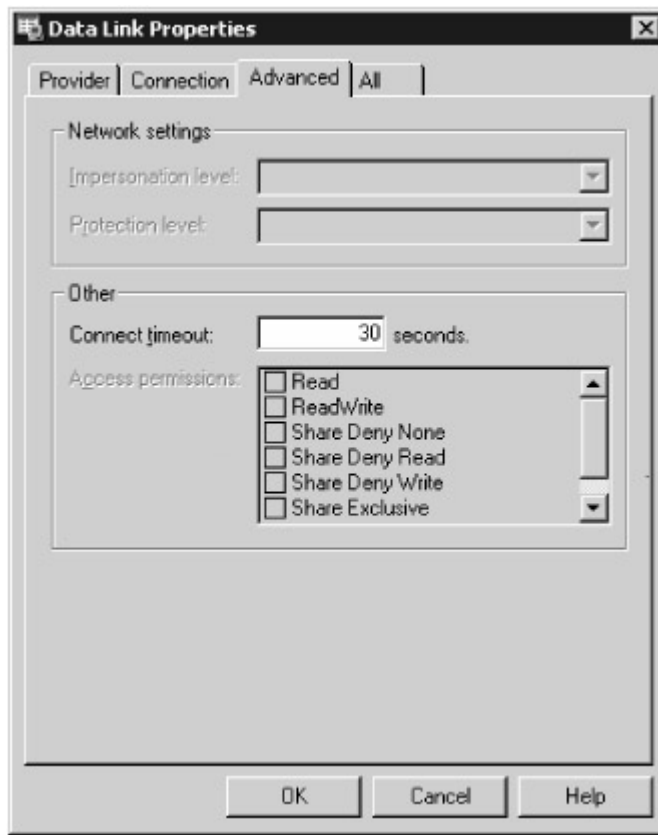 Data Link Properties
Provider Connection Advanced All
Network settings
Impersonation level:
Protection level:
Other
Connect timeout: 30 seconds.
Access permissions: Read
ReadWrite
Share Deny None
Share Deny Read
Share Deny Write
Share Exclusive
OK Cancel Help